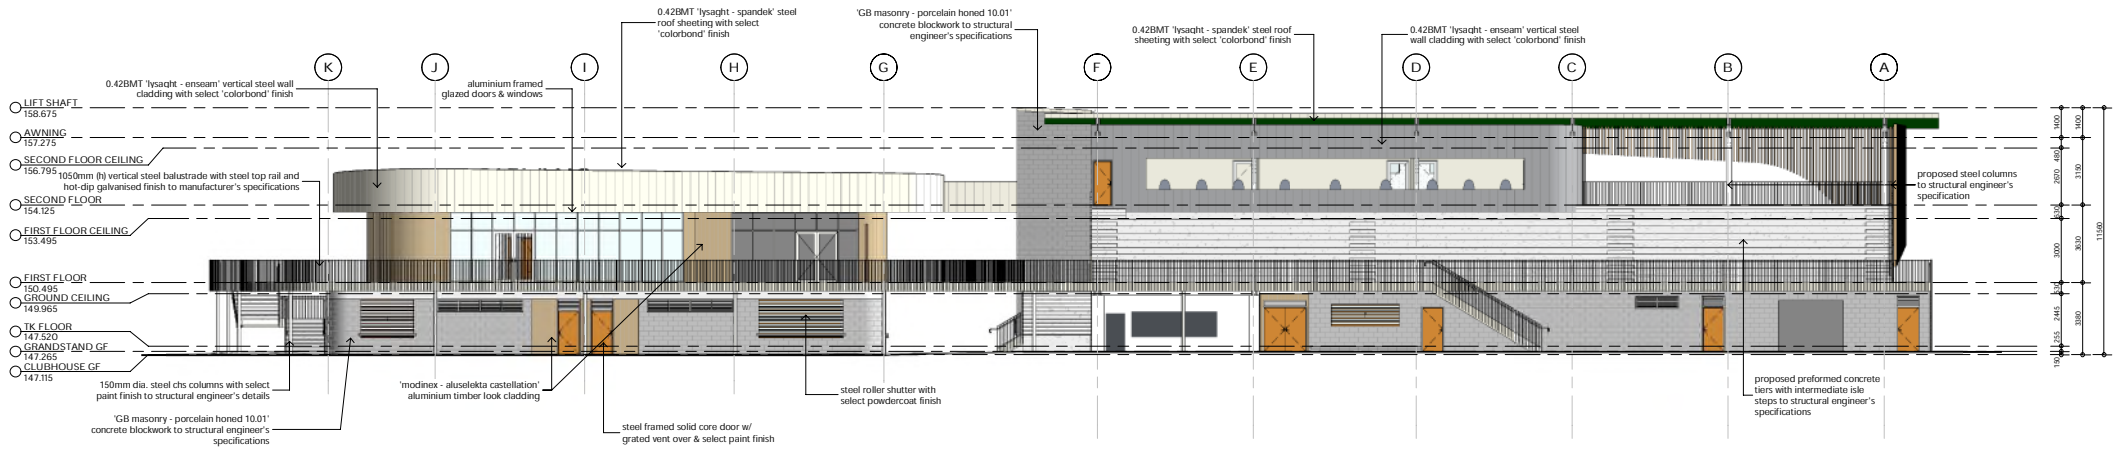 0.42BMT 'lysaght - spandek' steel
roof sheeting with select
'colorbond' finish
'GB masonry - porcelain honed 10.01'
concrete blockwork to structural
engineer's specifications
0.42BMT 'lysaght - spandek' steel roof
sheeting with select 'colorbond' finish
0.42BMT 'lysaght - enseam' vertical steel
wall cladding with select 'colorbond' finish
K
J
I
H
G
F
E
D
C
B
A
0.42BMT 'lysaght - enseam' vertical steel wall
cladding with select 'colorbond' finish
aluminium framed
glazed doors & windows
LIFT SHAFT
158.675
AWNING
157.275
SECOND FLOOR CEILING
156.795
1050mm (h) vertical steel balustrade with steel top rail and
hot-dip galvanised finish to manufacturer's specifications
SECOND FLOOR
154.125
FIRST FLOOR CEILING
153.495
FIRST FLOOR
150.495
GROUND CEILING
149.965
TK FLOOR
147.520
GRANDSTAND GF
147.265
CLUBHOUSE GF
147.115
proposed steel columns
to structural engineer's
specification
1400
480
2670
630
3000
530
2445
255
150
1400
3150
3630
3380
11560
150mm dia. steel chs columns with select
paint finish to structural engineer's details
'GB masonry - porcelain honed 10.01'
concrete blockwork to structural engineer's
specifications
'modinex - aluselekta castellation'
aluminium timber look cladding
steel framed solid core door w/
grated vent over & select paint finish
steel roller shutter with
select powdercoat finish
proposed preformed concrete
tiers with intermediate isle
steps to structural engineer's
specifications